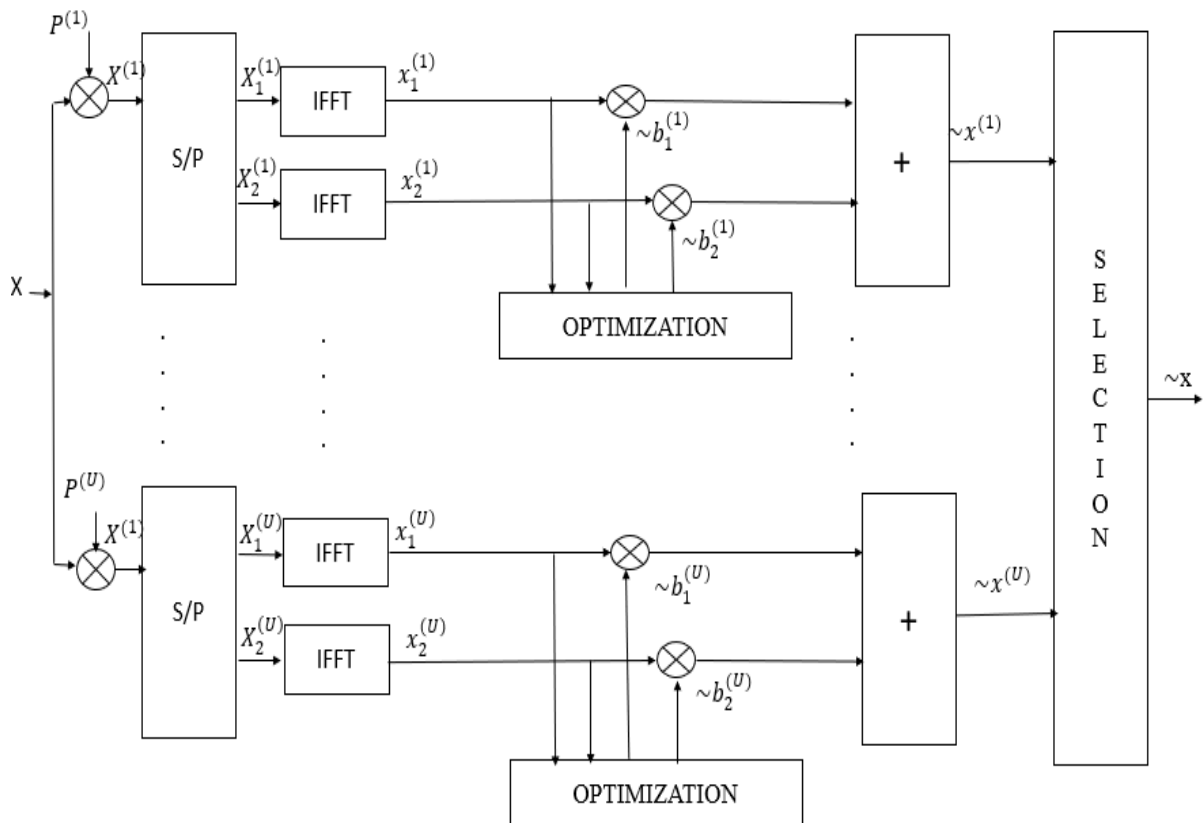 P^{(1)}
X^{(1)}
S/P
X_1^{(1)}
IFFT
x_1^{(1)}
~b_1^{(1)}
X_2^{(1)}
IFFT
x_2^{(1)}
~b_2^{(1)}
OPTIMIZATION
+
~x^{(1)}
X
SELECTION
~x
P^{(U)}
X^{(1)}
S/P
X_1^{(U)}
IFFT
x_1^{(U)}
~b_1^{(U)}
X_2^{(U)}
IFFT
x_2^{(U)}
~b_2^{(U)}
OPTIMIZATION
+
~x^{(U)}